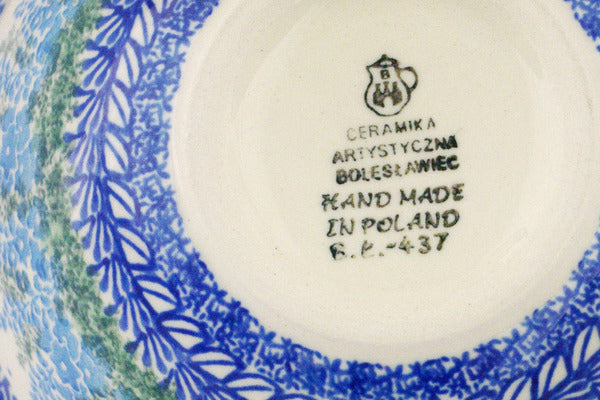 B
CERAMIKA
ARTYSTYCZNA
BOLESŁAWIEC
HAND MADE
IN POLAND
B.Ł.-437